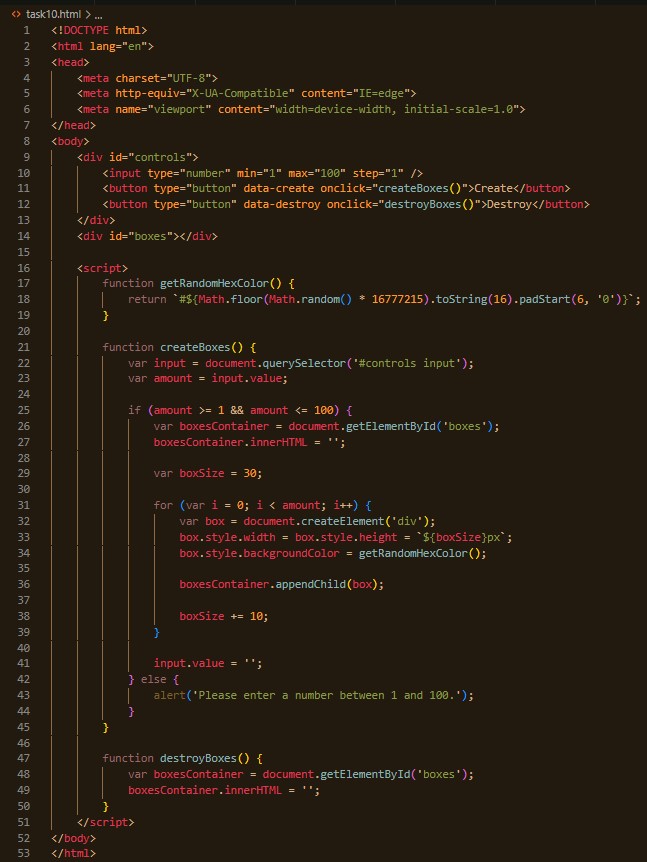 task10.html > ...
1 <!DOCTYPE html>
2 <html lang="en">
3 <head>
4     <meta charset="UTF-8">
5     <meta http-equiv="X-UA-Compatible" content="IE=edge">
6     <meta name="viewport" content="width=device-width, initial-scale=1.0">
7 </head>
8 <body>
9     <div id="controls">
10         <input type="number" min="1" max="100" step="1" />
11         <button type="button" data-create onclick="createBoxes()">Create</button>
12         <button type="button" data-destroy onclick="destroyBoxes()">Destroy</button>
13     </div>
14     <div id="boxes"></div>
15
16     <script>
17         function getRandomHexColor() {
18             return `#${Math.floor(Math.random() * 16777215).toString(16).padStart(6, '0')}`;
19         }
20
21         function createBoxes() {
22             var input = document.querySelector('#controls input');
23             var amount = input.value;
24
25             if (amount >= 1 && amount <= 100) {
26                 var boxesContainer = document.getElementById('boxes');
27                 boxesContainer.innerHTML = '';
28
29                 var boxSize = 30;
30
31                 for (var i = 0; i < amount; i++) {
32                     var box = document.createElement('div');
33                     box.style.width = box.style.height = `${boxSize}px`;
34                     box.style.backgroundColor = getRandomHexColor();
35
36                     boxesContainer.appendChild(box);
37
38                     boxSize += 10;
39                 }
40
41                 input.value = '';
42             } else {
43                 alert('Please enter a number between 1 and 100.');
44             }
45         }
46
47         function destroyBoxes() {
48             var boxesContainer = document.getElementById('boxes');
49             boxesContainer.innerHTML = '';
50         }
51     </script>
52 </body>
53 </html>